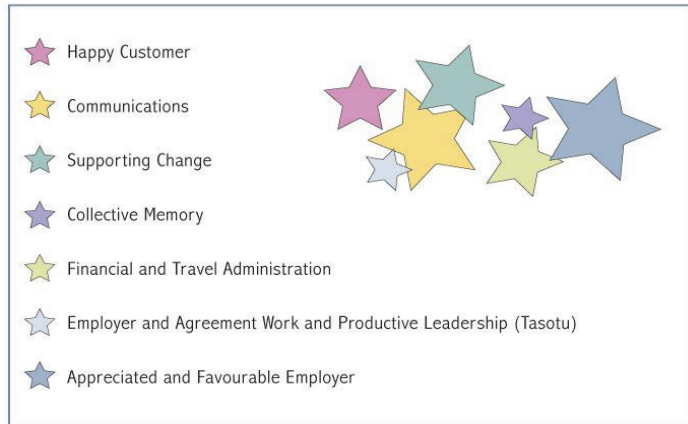 Happy Customer
Communications
Supporting Change
Collective Memory
Financial and Travel Administration
Employer and Agreement Work and Productive Leadership (Tasotu)
Appreciated and Favourable Employer